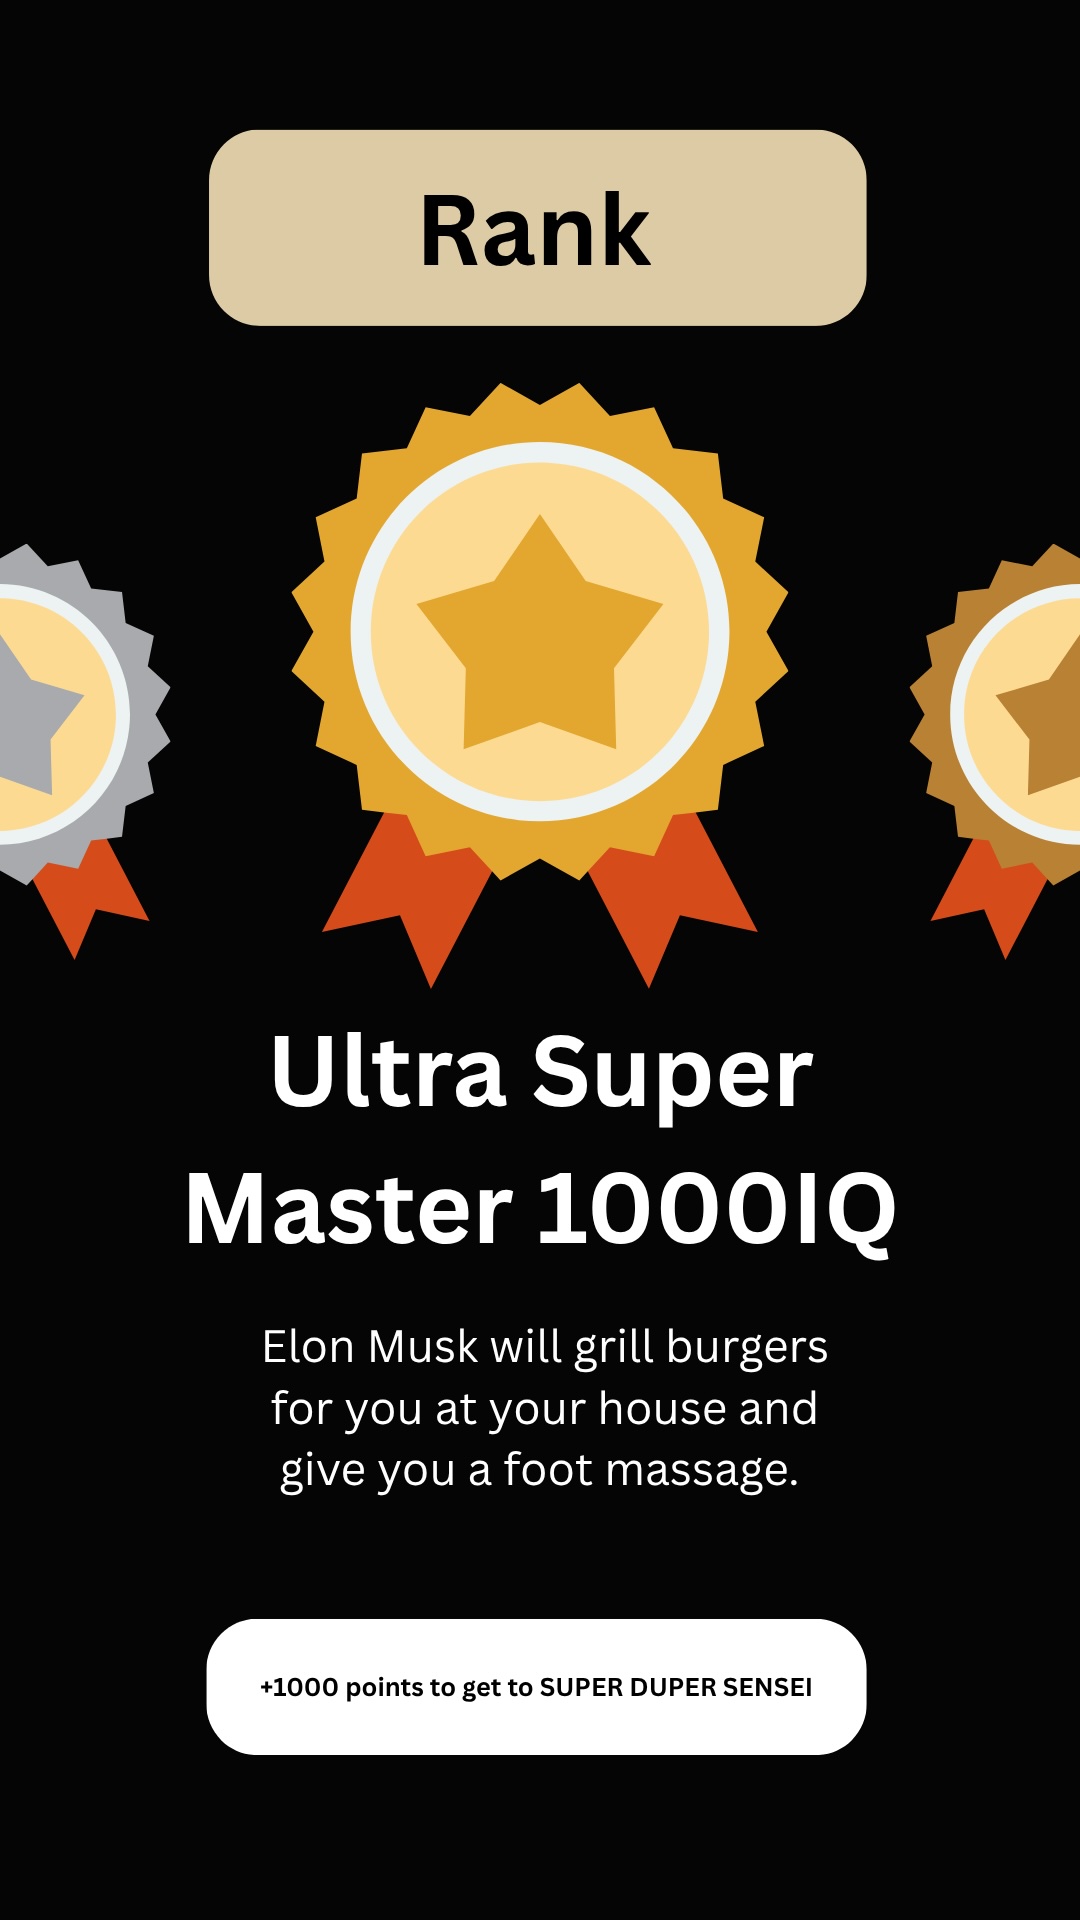 Rank
Ultra Super
Master 1000IQ
Elon Musk will grill burgers
for you at your house and
give you a foot massage.
+1000 points to get to SUPER DUPER SENSEI